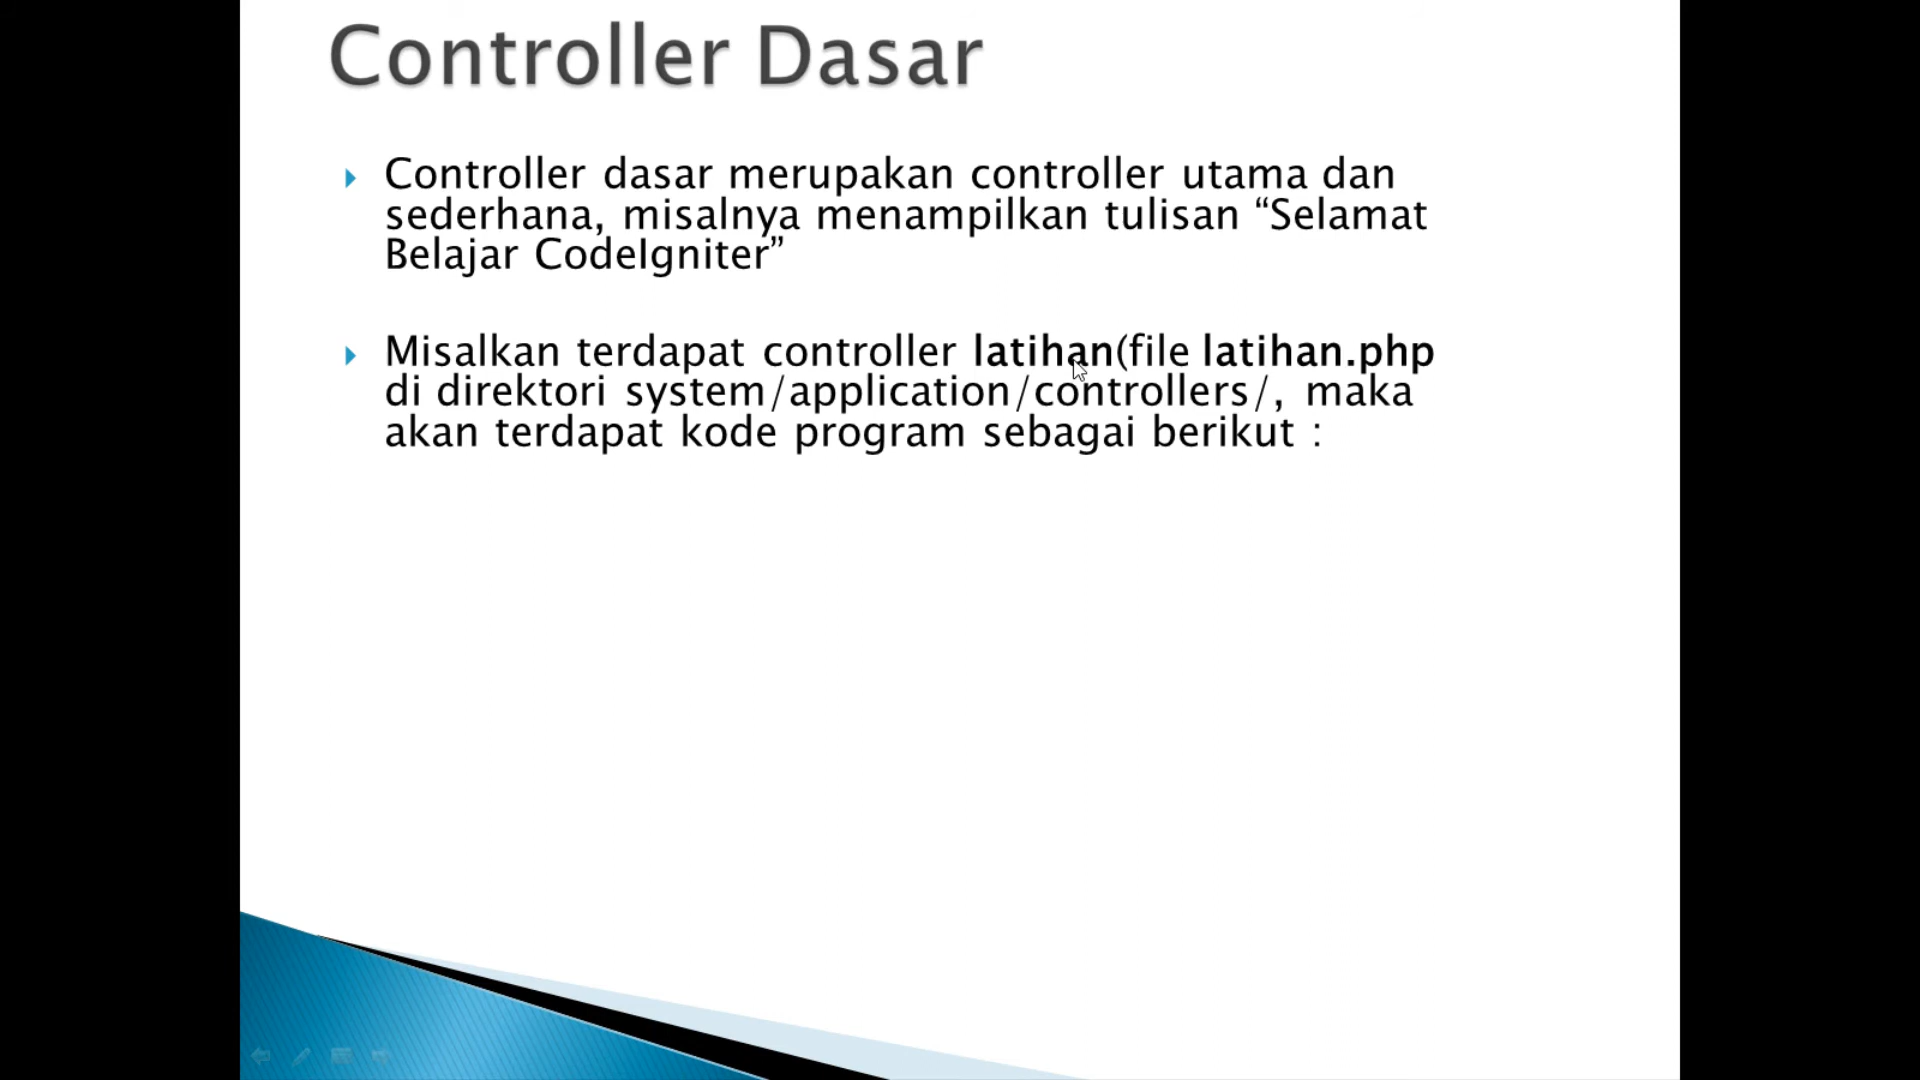 Controller Dasar
Controller dasar merupakan controller utama dan
sederhana, misalnya menampilkan tulisan “Selamat
Belajar CodeIgniter”
Misalkan terdapat controller latihan(file latihan.php
di direktori system/application/controllers/, maka
akan terdapat kode program sebagai berikut :